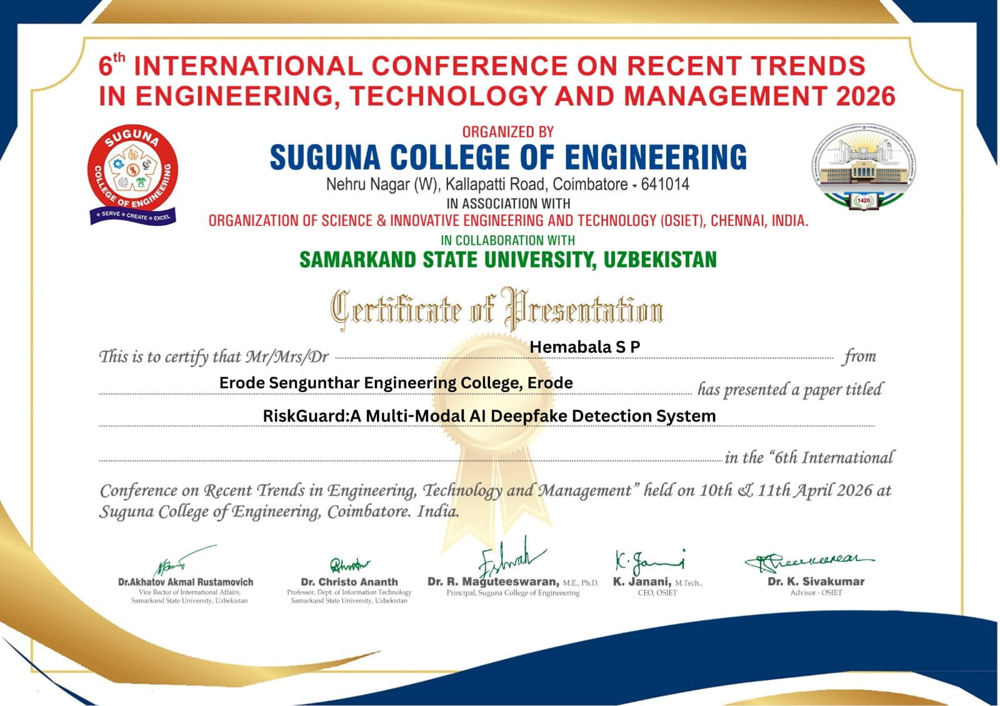 6th INTERNATIONAL CONFERENCE ON RECENT TRENDS
IN ENGINEERING, TECHNOLOGY AND MANAGEMENT 2026
ORGANIZED BY
SUGUNA COLLEGE OF ENGINEERING
Nehru Nagar (W), Kallapatti Road, Coimbatore - 641014
IN ASSOCIATION WITH
ORGANIZATION OF SCIENCE & INNOVATIVE ENGINEERING AND TECHNOLOGY (OSIET), CHENNAI, INDIA.
IN COLLABORATION WITH
SAMARKAND STATE UNIVERSITY, UZBEKISTAN
SUGUNA
COLLEGE OF ENGINEERING
SERVE CREATE EXCEL
1420
Certificate of Presentation
This is to certify that Mr/Mrs/Dr Hemabala S P from
Erode Sengunthar Engineering College, Erode has presented a paper titled
RiskGuard:A Multi-Modal AI Deepfake Detection System
in the “6th International
Conference on Recent Trends in Engineering, Technology and Management” held on 10th & 11th April 2026 at
Suguna College of Engineering, Coimbatore. India.
K. Jani
Dr.Akhatov Akmal Rustamovich
Vice Rector of International Affairs,
Samarkand State University, Uzbekistan
Dr. Christo Ananth
Professor, Dept. of Information Technology
Samarkand State University, Uzbekistan
Dr. R. Maguteeswaran, M.E., Ph.D.
Principal, Suguna College of Engineeering
K. Janani, M.Tech.,
CEO, OSIET
Dr. K. Sivakumar
Advisor - OSIET